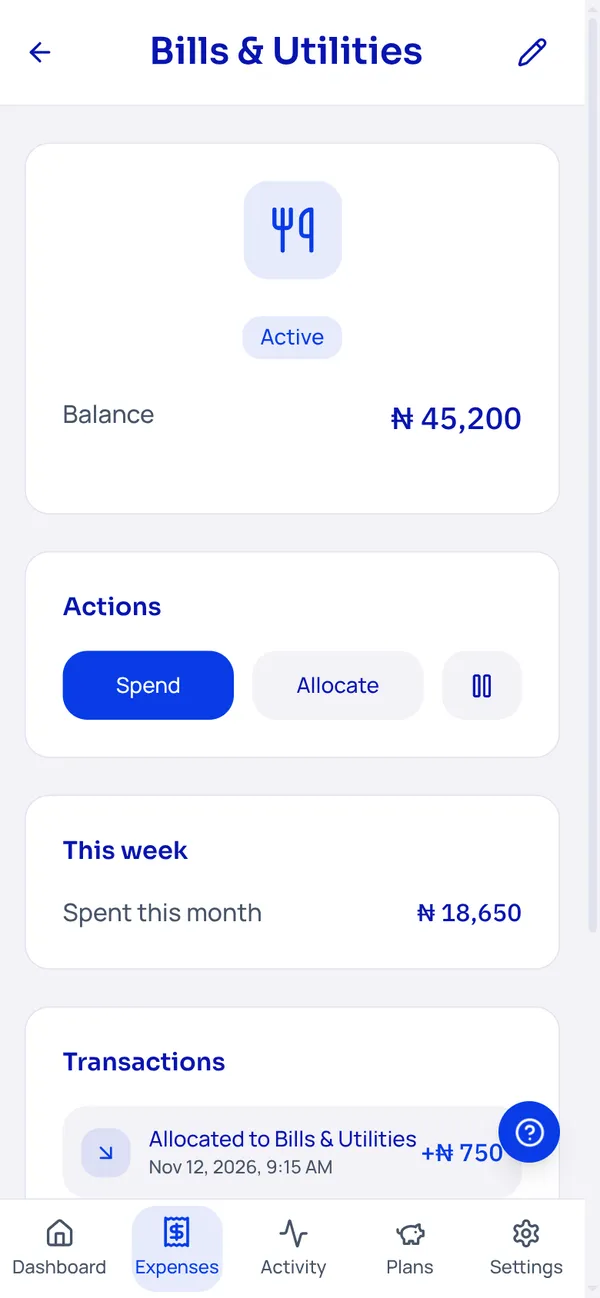 Bills & Utilities
Active
Balance
₦ 45,200
Actions
Spend
Allocate
This week
Spent this month
₦ 18,650
Transactions
Allocated to Bills & Utilities
+₦ 750
Nov 12, 2026, 9:15 AM
Dashboard
Expenses
Activity
Plans
Settings